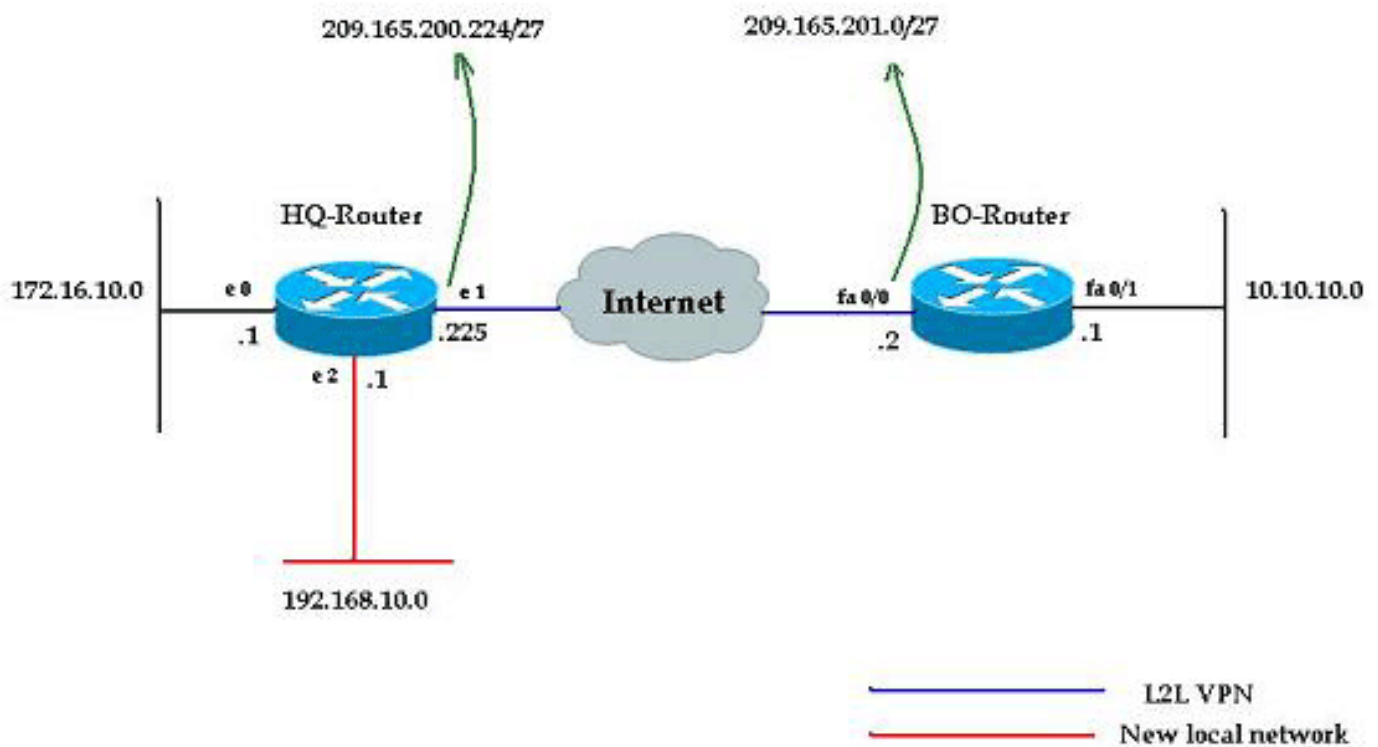 209.165.200.224/27
209.165.201.0/27
HQ-Router
BO-Router
172.16.10.0
e 0
e 1
Internet
fa 0/0
fa 0/1
10.10.10.0
.1
.225
.2
.1
e 2
.1
192.168.10.0
L2L VPN
New local network